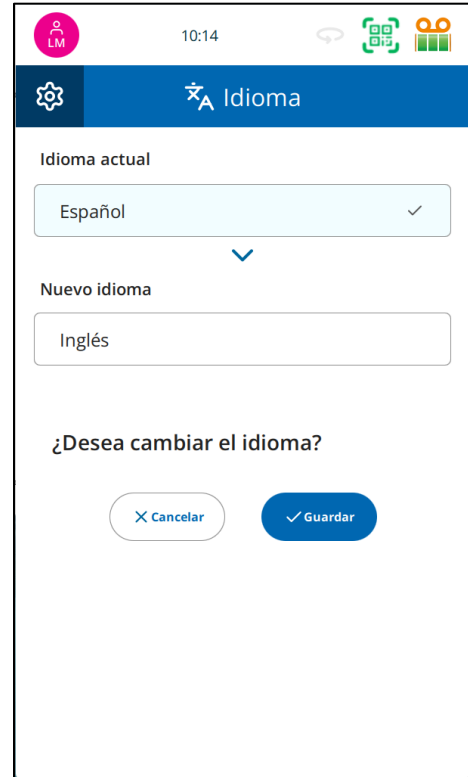 LM
10:14
Idioma
Idioma actual
Español
Nuevo idioma
Inglés
¿Desea cambiar el idioma?
Cancelar
Guardar